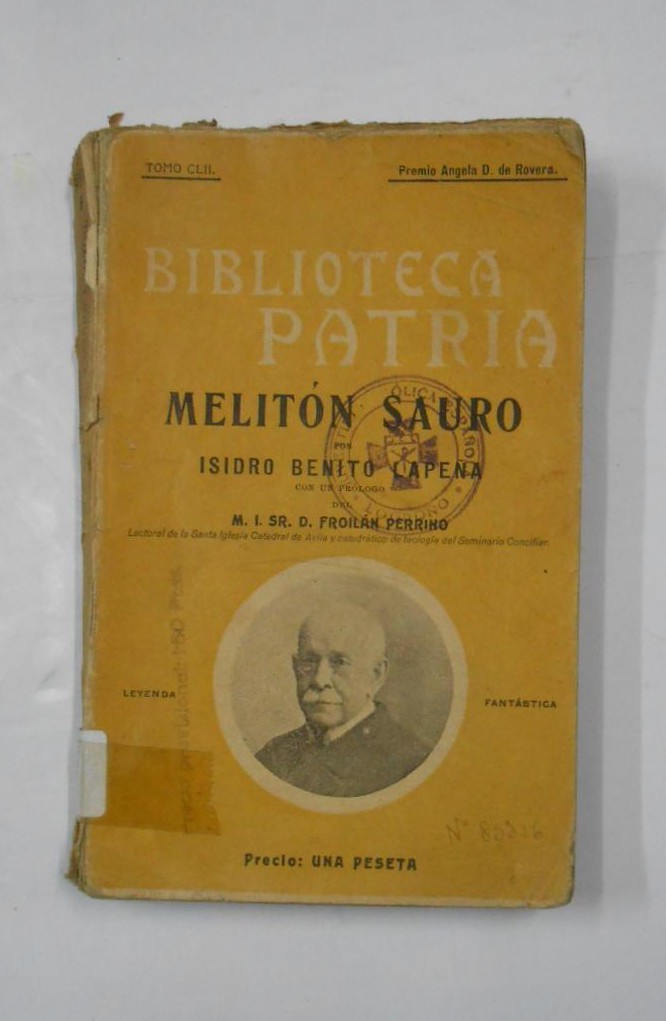 TOMO CLII.
Premio Angela D. de Rovera.
BIBLIOTECA
PATRIA
MELITÓN SAURO
POR
ISIDRO BENITO LAPEÑA
CON UN PRÓLOGO
DEL
M. I. SR. D. FROILÁN PERRINO
Lectoral de la Santa Iglesia Catedral de Avila y catedrático de teología del Seminario Conciliar.
LOGROÑO
LEYENDA
FANTÁSTICA
Precio: UNA PESETA